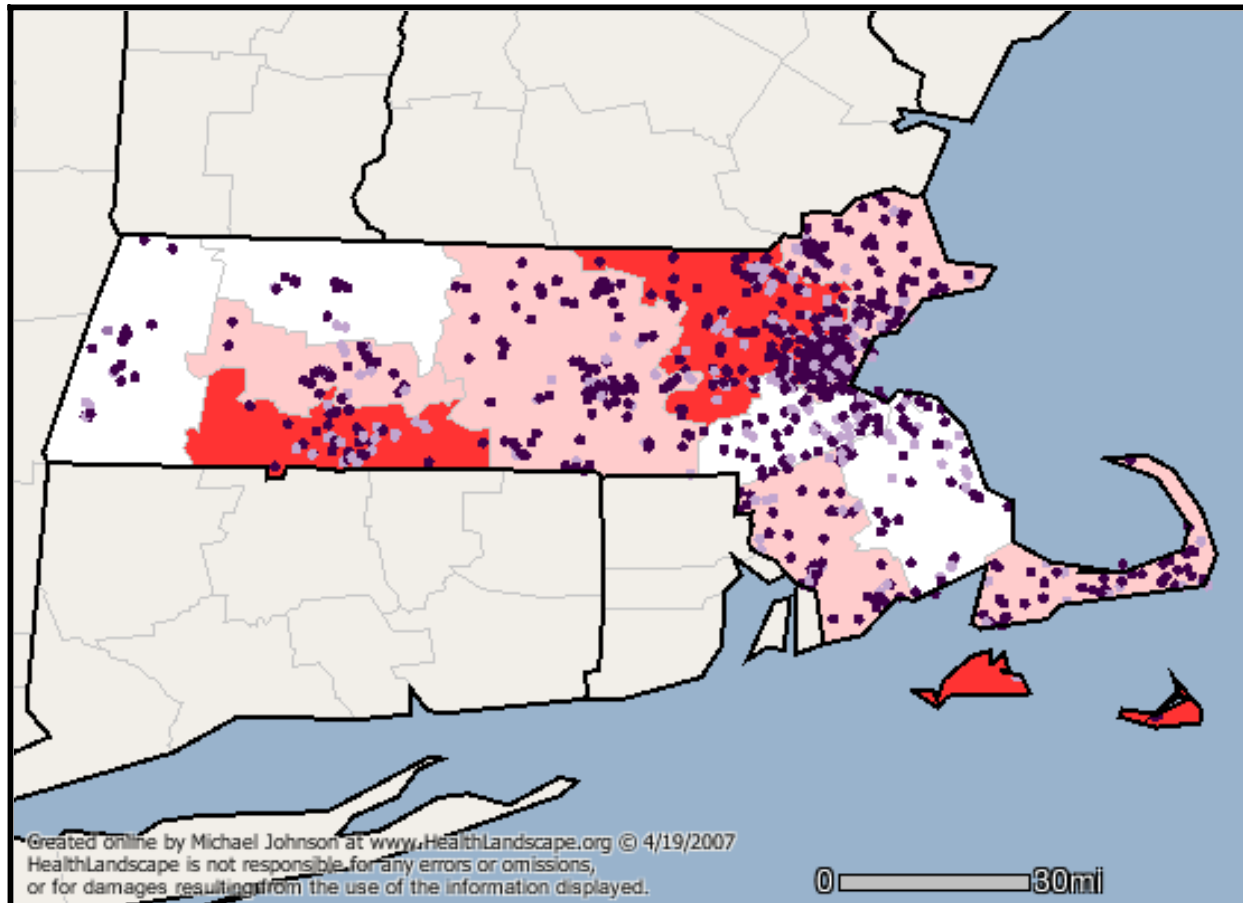 Created online by Michael Johnson at www.HealthLandscape.org © 4/19/2007
HealthLandscape is not responsible for any errors or omissions,
or for damages resulting from the use of the information displayed.
0 30mi